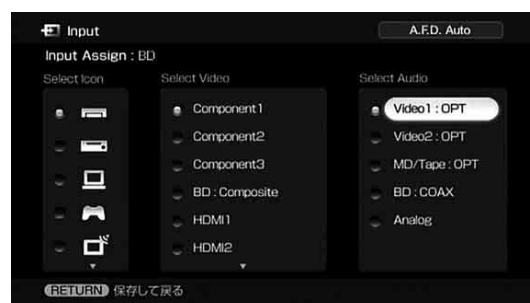 Input
A.F.D. Auto
Input Assign : BD
Select Icon
Select Video
Select Audio
Component1
Component2
Component3
BD : Composite
HDMI1
HDMI2
Video1 : OPT
Video2 : OPT
MD/Tape : OPT
BD : COAX
Analog
RETURN 保存して戻る